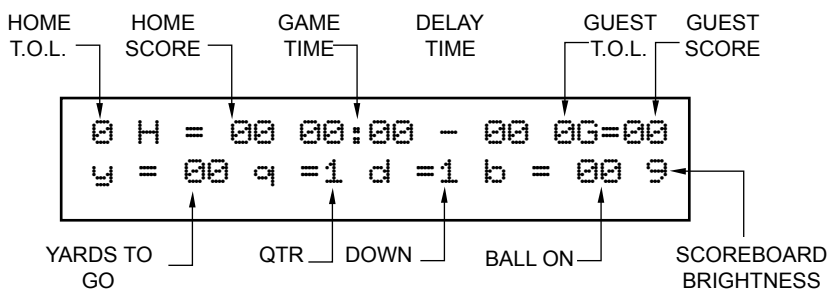 HOME HOME GAME DELAY GUEST GUEST
T.O.L. SCORE TIME TIME T.O.L. SCORE
0 H = 00 00:00 - 00 0G=00
y = 00 q =1 d =1 b = 00 9
YARDS TO QTR DOWN BALL ON SCOREBOARD
GO BRIGHTNESS